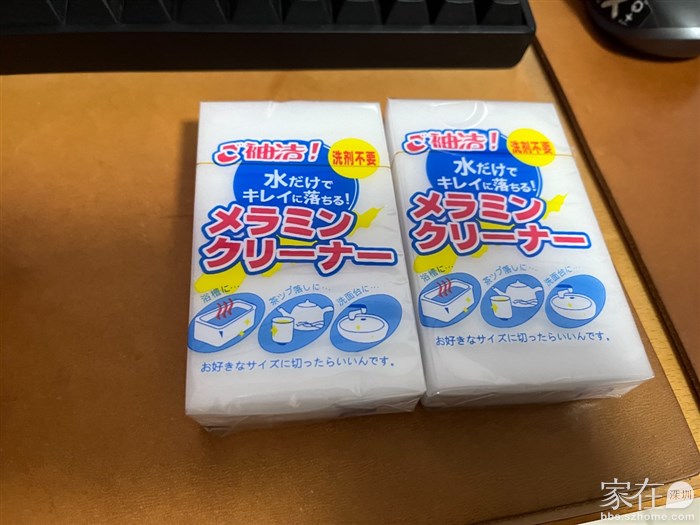 袖洁!
洗剤不要
水だけで
キレイに落ちる!
メラミン
クリーナー
浴槽に…
茶シブ落しに…
洗面台に…
お好きなサイズに切ったらいいんです。
袖洁!
洗剤不要
水だけで
キレイに落ちる!
メラミン
クリーナー
浴槽に…
茶シブ落しに…
洗面台に…
お好きなサイズに切ったらいいんです。
家在深圳
bbs.szhome.com